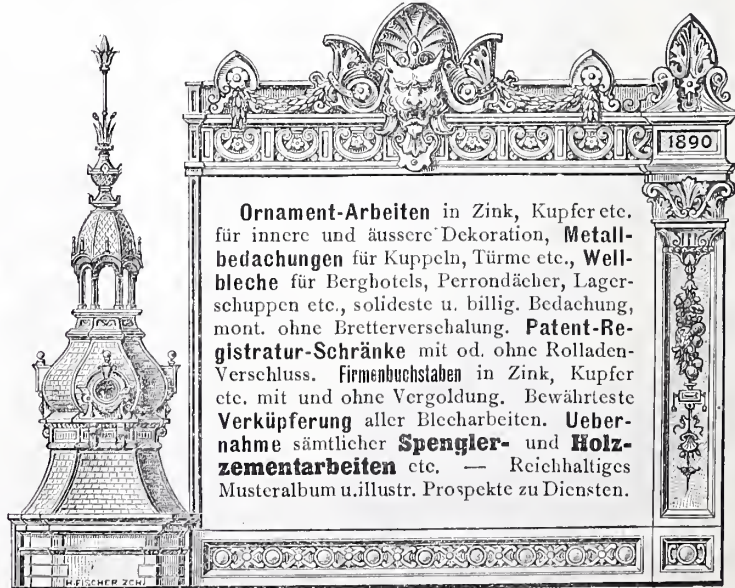 1890
Ornament-Arbeiten in Zink, Kupfer etc.
für innere und äussere Dekoration, Metall-
bedachungen für Kuppeln, Türme etc., Well-
bleche für Berghotels, Perrondächer, Lager-
schuppen etc., solideste u. billig. Bedachung,
mont. ohne Bretterverschalung. Patent-Re-
gistratur-Schränke mit od. ohne Rolladen-
Verschluss. Firmenbuchstaben in Zink, Kupfer
etc. mit und ohne Vergoldung. Bewährteste
Verküpferung aller Blecharbeiten. Ueber-
nahme sämtlicher Spengler- und Holz-
zementarbeiten etc. — Reichhaltiges
Musteralbum u. illustr. Prospekte zu Diensten.
H. FISCHER ZCH